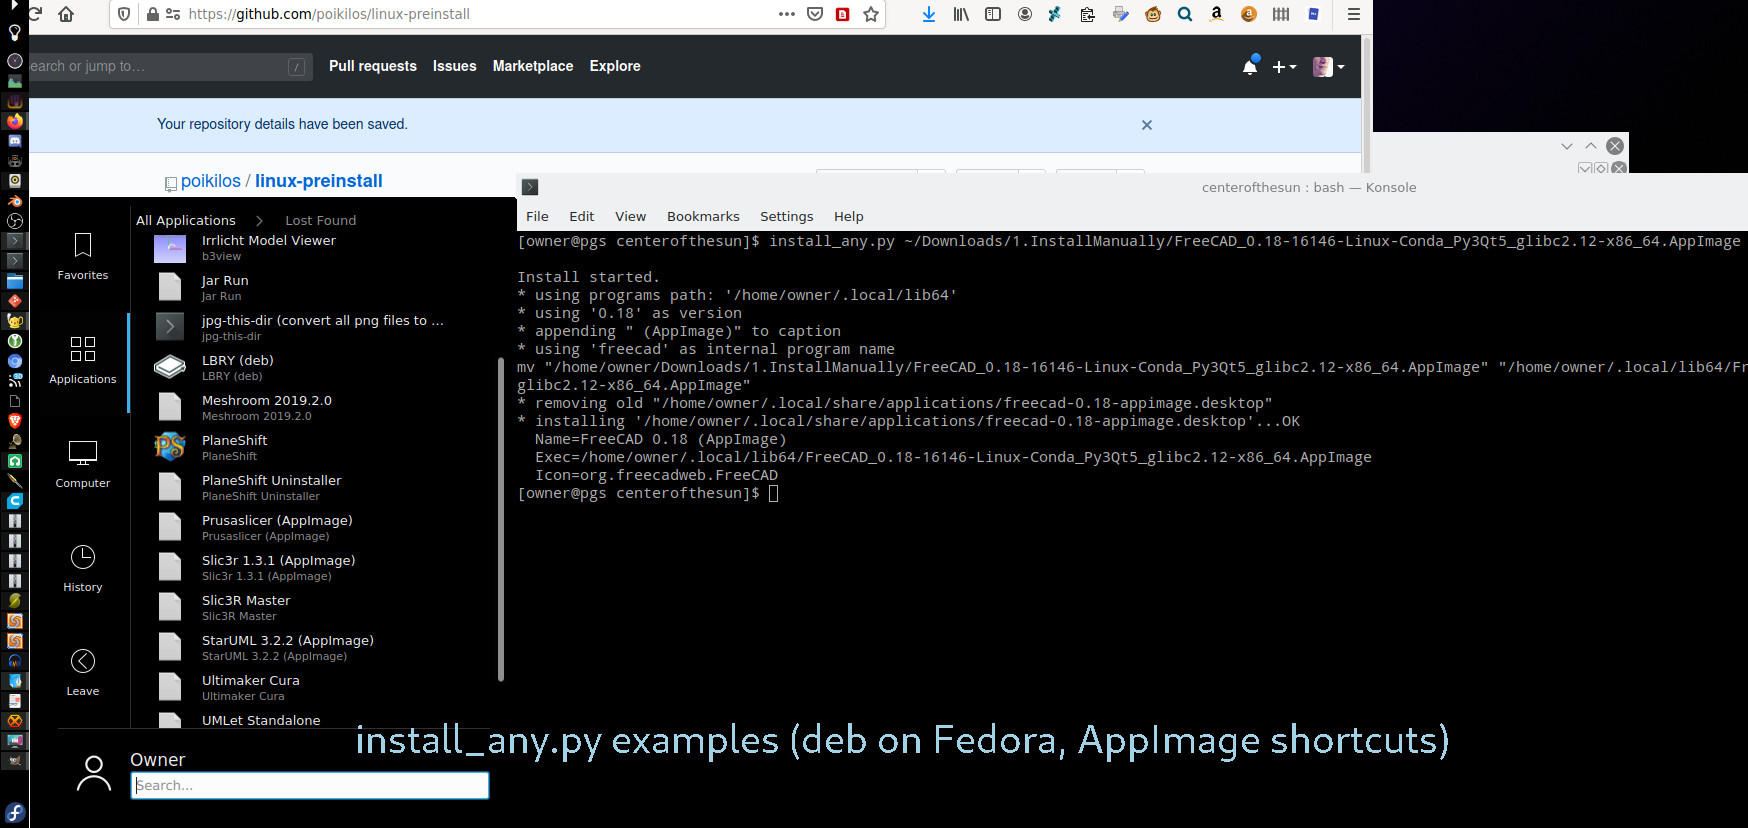 https://github.com/poikilos/linux-preinstall
earch or jump to…
/
Pull requests
Issues
Marketplace
Explore
Your repository details have been saved.
poikilos / linux-preinstall
All Applications > Lost Found
Favorites
Applications
Computer
History
Leave
Irrlicht Model Viewer
b3view
Jar Run
Jar Run
jpg-this-dir (convert all png files to ...
jpg-this-dir
LBRY (deb)
LBRY (deb)
Meshroom 2019.2.0
Meshroom 2019.2.0
PlaneShift
PlaneShift
PlaneShift Uninstaller
PlaneShift Uninstaller
Prusaslicer (AppImage)
Prusaslicer (AppImage)
Slic3r 1.3.1 (AppImage)
Slic3r 1.3.1 (AppImage)
Slic3R Master
Slic3R Master
StarUML 3.2.2 (AppImage)
StarUML 3.2.2 (AppImage)
Ultimaker Cura
Ultimaker Cura
UMLet Standalone
Owner
Search...
centerofthesun : bash — Konsole
File Edit View Bookmarks Settings Help
[owner@pgs centerofthesun]$ install_any.py ~/Downloads/1.InstallManually/FreeCAD_0.18-16146-Linux-Conda_Py3Qt5_glibc2.12-x86_64.AppImage
Install started.
* using programs path: '/home/owner/.local/lib64'
* using '0.18' as version
* appending " (AppImage)" to caption
* using 'freecad' as internal program name
mv "/home/owner/Downloads/1.InstallManually/FreeCAD_0.18-16146-Linux-Conda_Py3Qt5_glibc2.12-x86_64.AppImage" "/home/owner/.local/lib64/Fr
glibc2.12-x86_64.AppImage"
* removing old "/home/owner/.local/share/applications/freecad-0.18-appimage.desktop"
* installing '/home/owner/.local/share/applications/freecad-0.18-appimage.desktop'...OK
Name=FreeCAD 0.18 (AppImage)
Exec=/home/owner/.local/lib64/FreeCAD_0.18-16146-Linux-Conda_Py3Qt5_glibc2.12-x86_64.AppImage
Icon=org.freecadweb.FreeCAD
[owner@pgs centerofthesun]$
install_any.py examples (deb on Fedora, AppImage shortcuts)